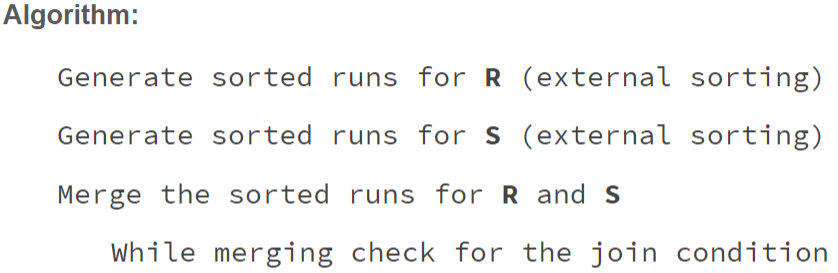 Algorithm:
Generate sorted runs for R (external sorting)
Generate sorted runs for S (external sorting)
Merge the sorted runs for R and S
While merging check for the join condition